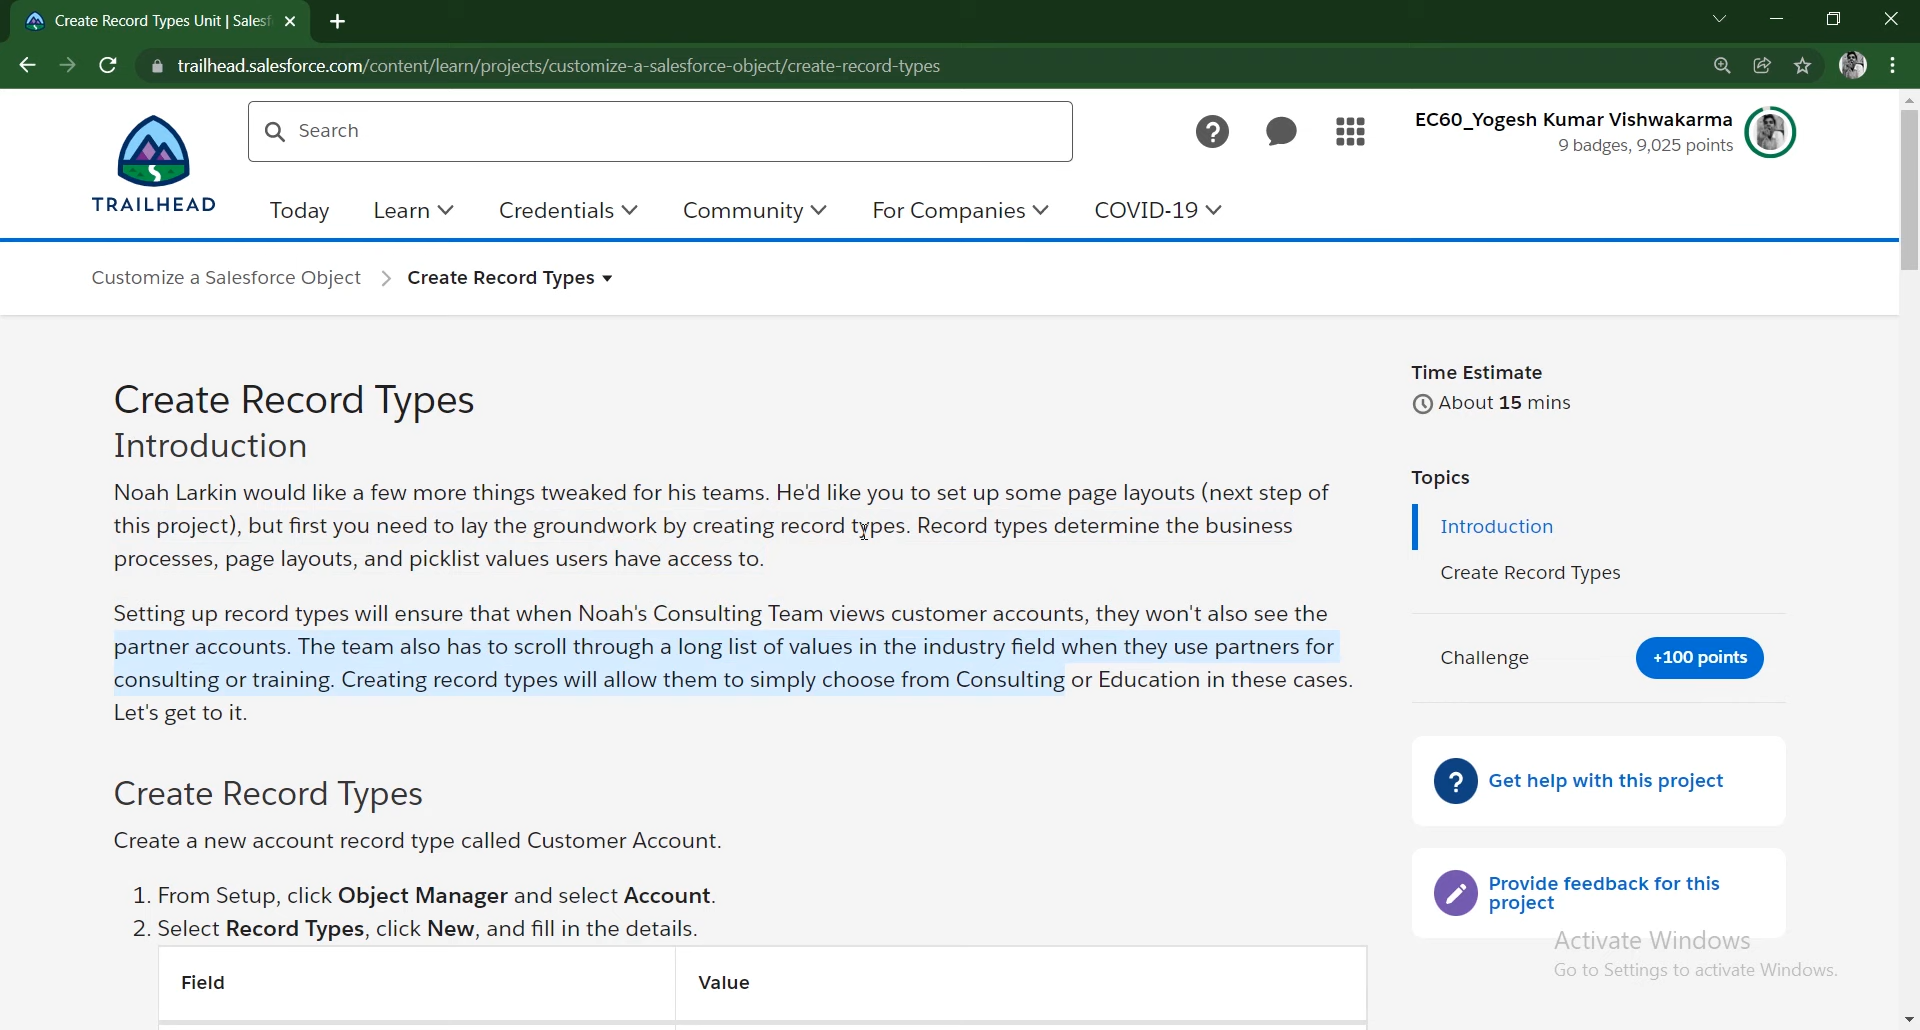 Create Record Types Unit | Salesf
trailhead.salesforce.com/content/learn/projects/customize-a-salesforce-object/create-record-types
TRAILHEAD
Search
EC60_Yogesh Kumar Vishwakarma
9 badges, 9,025 points
Today Learn Credentials Community For Companies COVID-19
Customize a Salesforce Object > Create Record Types
Create Record Types
Introduction
Noah Larkin would like a few more things tweaked for his teams. He'd like you to set up some page layouts (next step of
this project), but first you need to lay the groundwork by creating record types. Record types determine the business
processes, page layouts, and picklist values users have access to.
Setting up record types will ensure that when Noah's Consulting Team views customer accounts, they won't also see the
partner accounts. The team also has to scroll through a long list of values in the industry field when they use partners for
consulting or training. Creating record types will allow them to simply choose from Consulting or Education in these cases.
Let's get to it.
Create Record Types
Create a new account record type called Customer Account.
1. From Setup, click Object Manager and select Account.
2. Select Record Types, click New, and fill in the details.
Field Value
Time Estimate
About 15 mins
Topics
Introduction
Create Record Types
Challenge +100 points
? Get help with this project
Provide feedback for this
project
Activate Windows
Go to Settings to activate Windows.